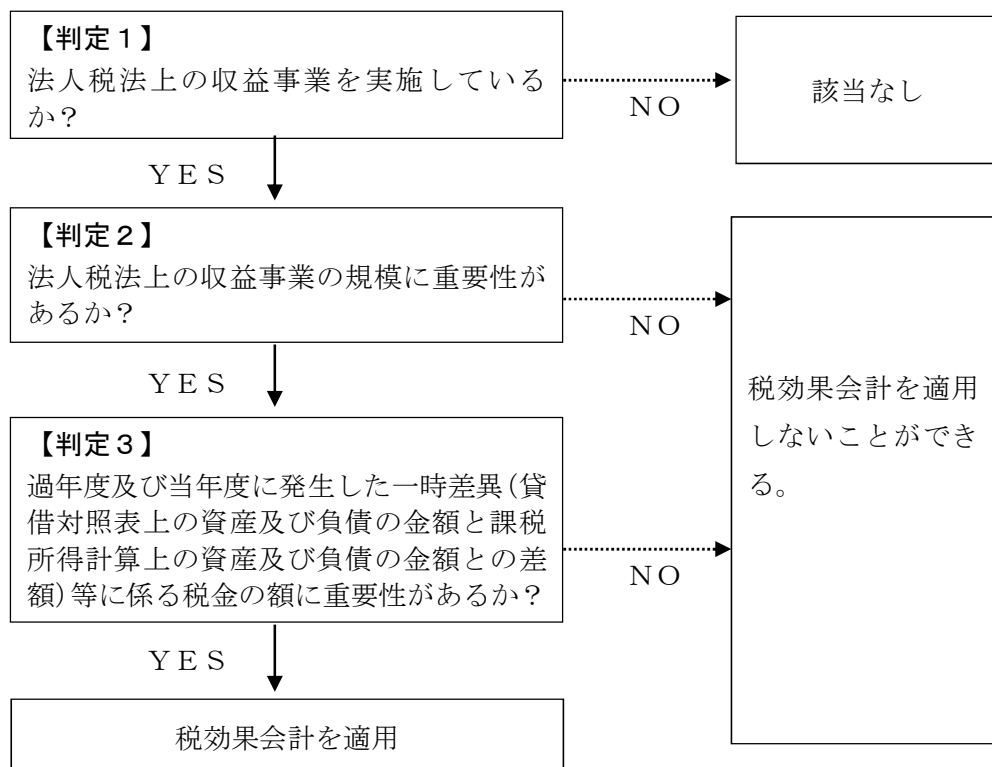 【判定１】
法人税法上の収益事業を実施している
か？
ＮＯ
該当なし
ＹＥＳ
【判定２】
法人税法上の収益事業の規模に重要性が
あるか？
ＮＯ
ＹＥＳ
税効果会計を適用
しないことができ
る。
【判定３】
過年度及び当年度に発生した一時差異（貸
借対照表上の資産及び負債の金額と課税
所得計算上の資産及び負債の金額との差
額）等に係る税金の額に重要性があるか？
ＮＯ
ＹＥＳ
税効果会計を適用